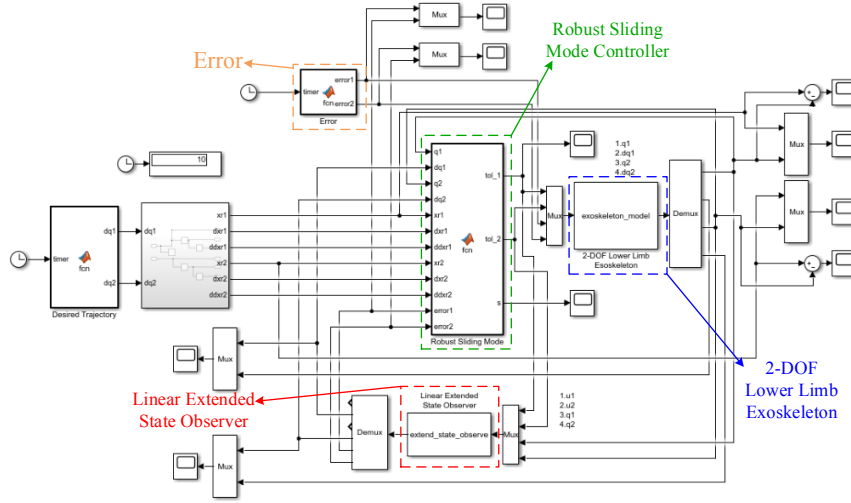 Mux
Mux
Robust Sliding
Mode Controller
Error
timer
fcn
error1
error2
Error
10
q1
dq1
q2
dq2
xr1
dxr1
ddxr1
xr2
dxr2
ddxr2
error1
error2
fcn
tol_1
tol_2
s
Robust Sliding Mode
1.q1
2.dq1
3.q2
4.dq2
Mux
exoskeleton_model
2-DOF Lower Limb
Esoskeleton
Demux
Mux
Mux
timer
fcn
dq1
dq2
Desired Trajectory
dq1
dq2
xr1
dxr1
ddxr1
xr2
dxr2
ddxr2
Mux
Linear Extended
State Observer
Demux
Linear Extended
State Observer
extend_state_observe
Mux
1.u1
2.u2
3.q1
4.q2
2-DOF
Lower Limb
Exoskeleton
Mux